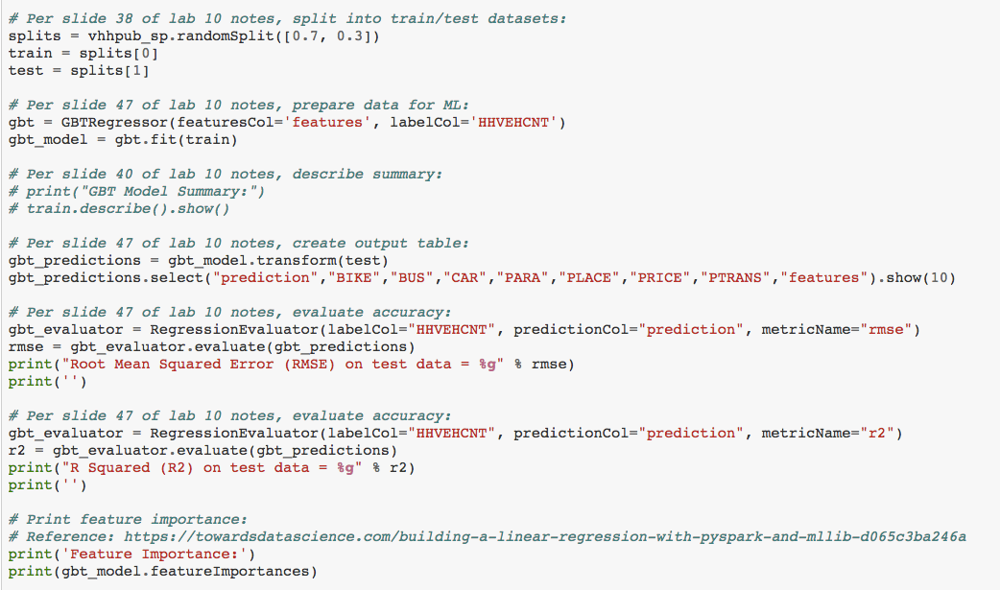 # Per slide 38 of lab 10 notes, split into train/test datasets:
splits = vhhpub_sp.randomSplit([0.7, 0.3])
train = splits[0]
test = splits[1]
# Per slide 47 of lab 10 notes, prepare data for ML:
gbt = GBTRegressor(featuresCol='features', labelCol='HHVEHCNT')
gbt_model = gbt.fit(train)
# Per slide 40 of lab 10 notes, describe summary:
# print("GBT Model Summary:")
# train.describe().show()
# Per slide 47 of lab 10 notes, create output table:
gbt_predictions = gbt_model.transform(test)
gbt_predictions.select("prediction","BIKE","BUS","CAR","PARA","PLACE","PRICE","PTRANS","features").show(10)
# Per slide 47 of lab 10 notes, evaluate accuracy:
gbt_evaluator = RegressionEvaluator(labelCol="HHVEHCNT", predictionCol="prediction", metricName="rmse")
rmse = gbt_evaluator.evaluate(gbt_predictions)
print("Root Mean Squared Error (RMSE) on test data = %g" % rmse)
print('')
# Per slide 47 of lab 10 notes, evaluate accuracy:
gbt_evaluator = RegressionEvaluator(labelCol="HHVEHCNT", predictionCol="prediction", metricName="r2")
r2 = gbt_evaluator.evaluate(gbt_predictions)
print("R Squared (R2) on test data = %g" % r2)
print('')
# Print feature importance:
# Reference: https://towardsdatascience.com/building-a-linear-regression-with-pyspark-and-mllib-d065c3ba246a
print('Feature Importance:')
print(gbt_model.featureImportances)